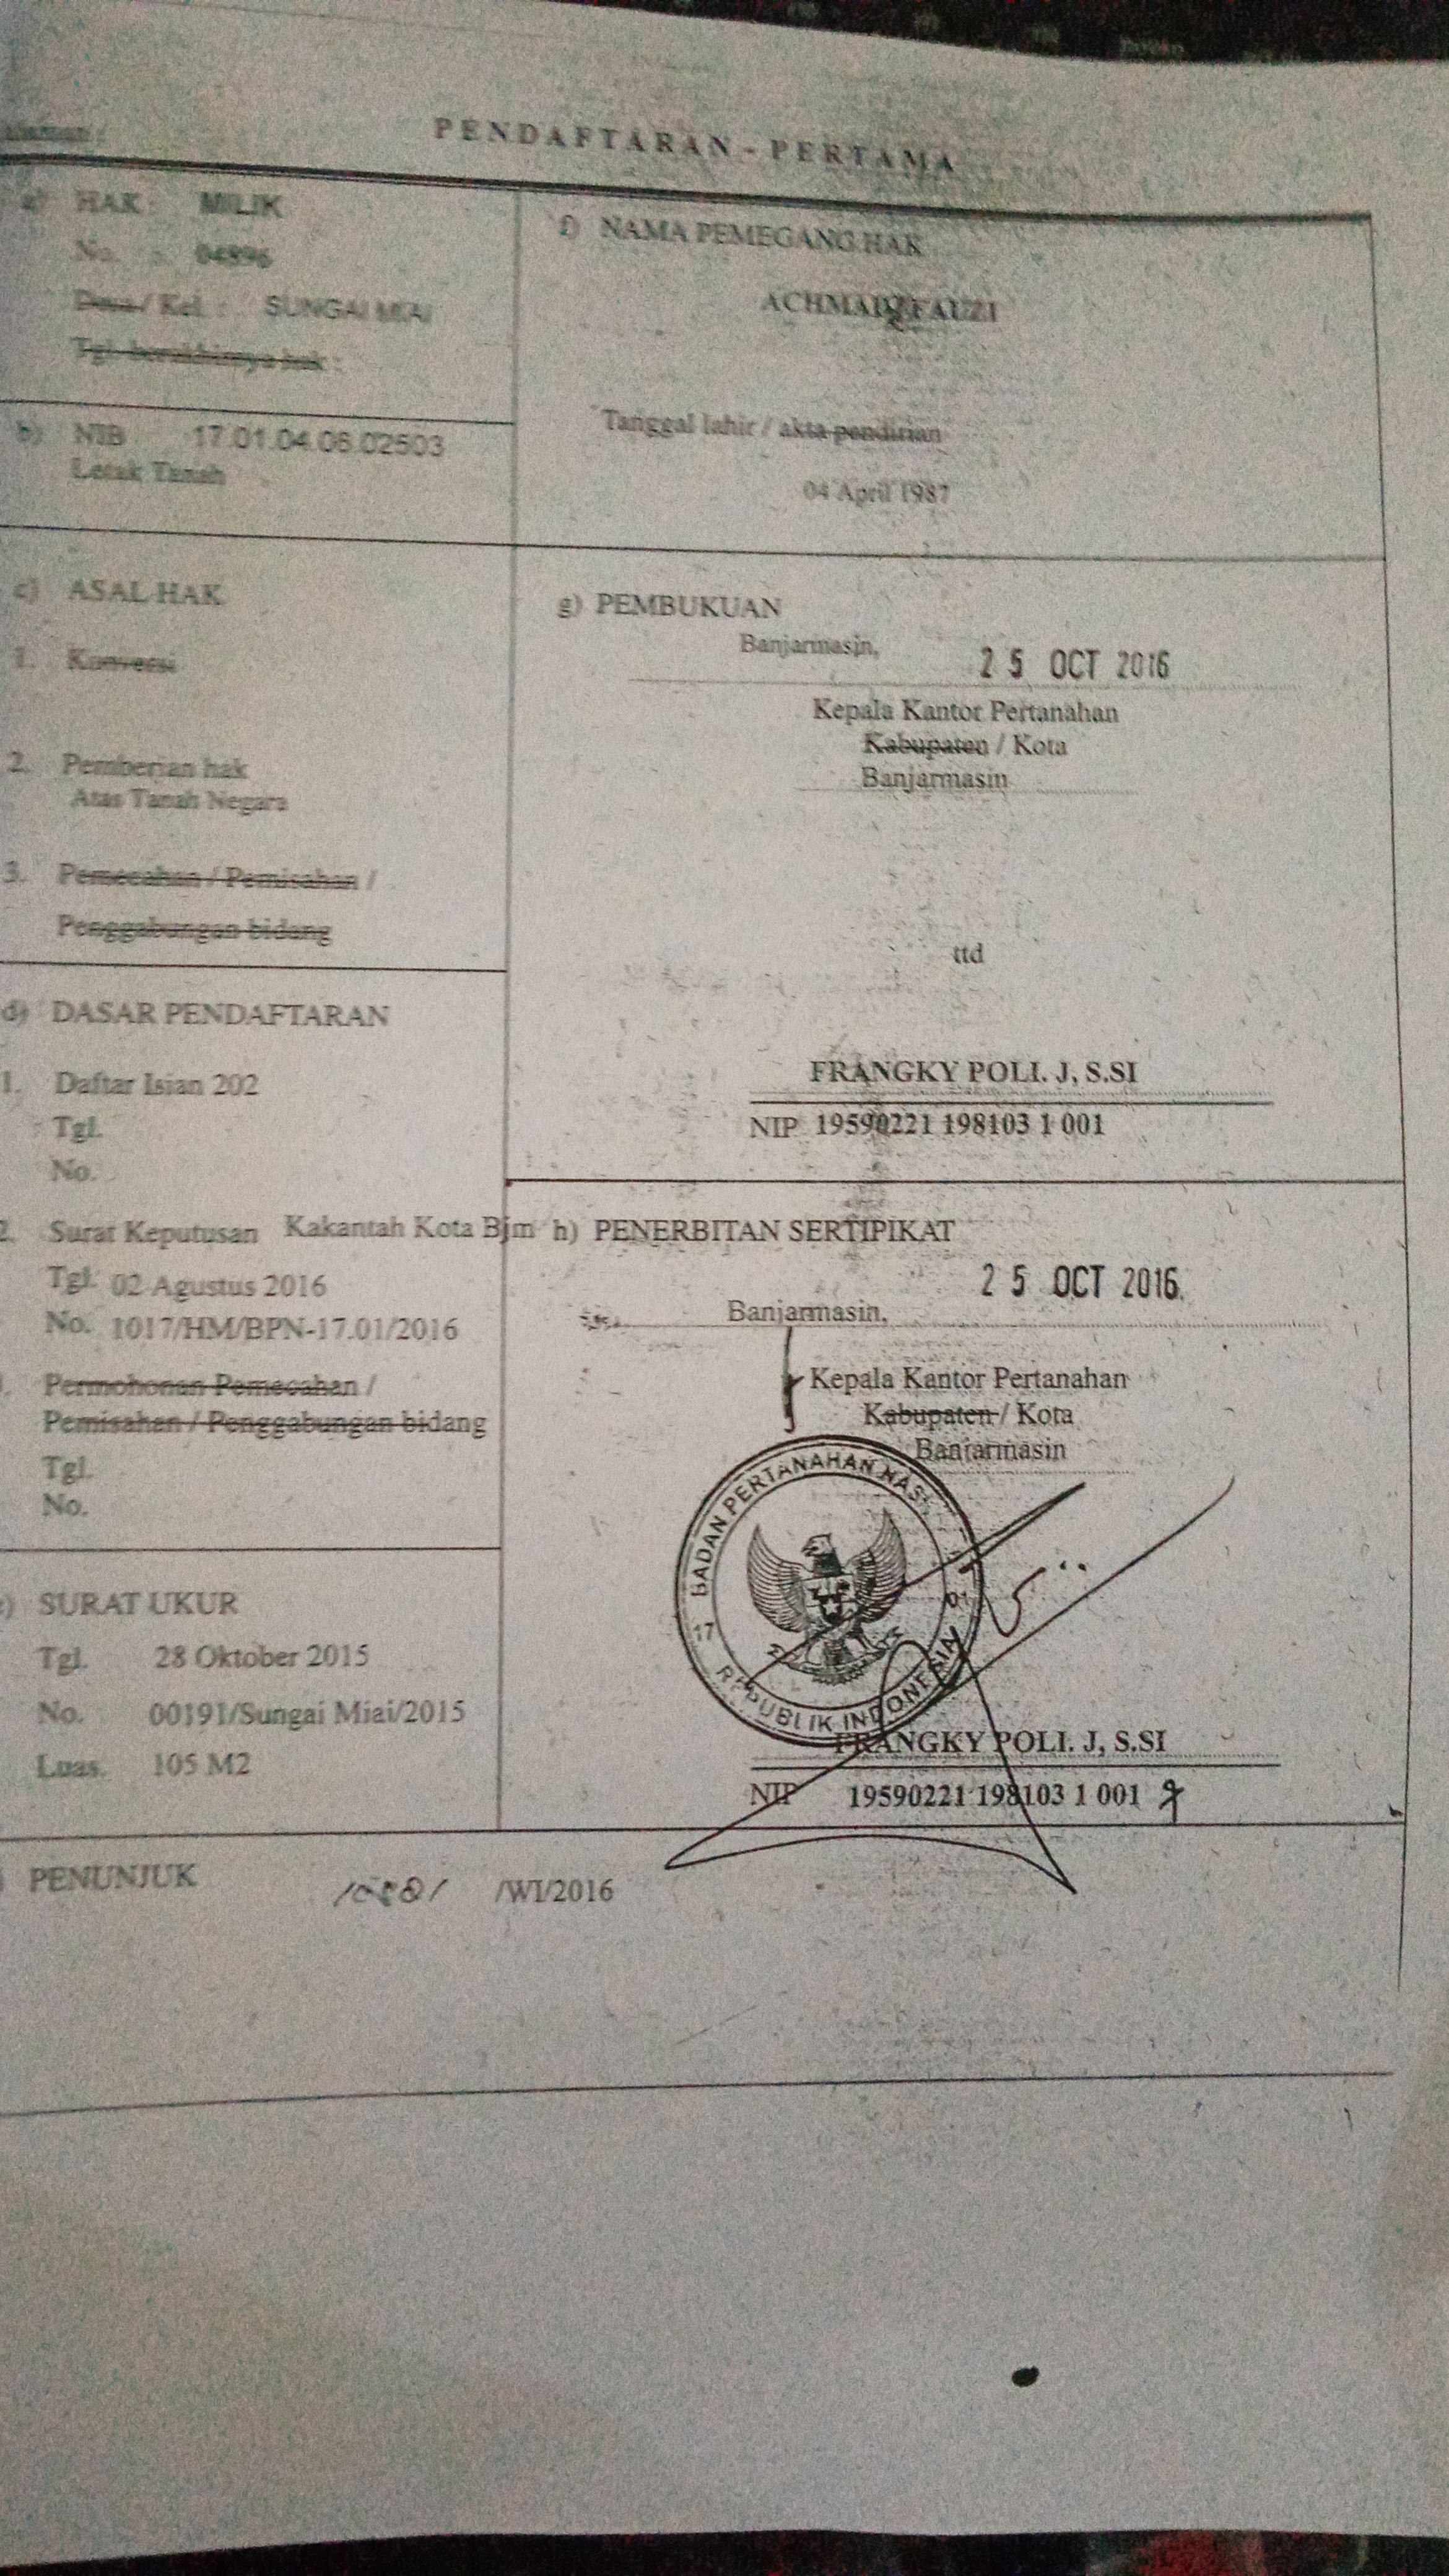 PENDAFTARAN - PERTAMA
a) HAK : MILIK
No. :
Desa / Kel. : SUNGAI MIAI
Tgl. berakhirnya hak :
b) NIB 17.01.04.06.02503
Letak Tanah
c) ASAL HAK
1. Konversi
2. Pemberian hak
Atas Tanah Negara
3. Pemecahan / Pemisahan /
Penggabungan bidang
d) DASAR PENDAFTARAN
1. Daftar Isian 202
Tgl.
No.
2. Surat Keputusan Kakantah Kota Bjm
Tgl. 02 Agustus 2016
No. 1017/HM/BPN-17.01/2016
Permohonan Pemecahan /
Pemisahan / Penggabungan bidang
Tgl.
No.
SURAT UKUR
Tgl. 28 Oktober 2015
No. 00191/Sungai Miai/2015
Luas. 105 M2
f) NAMA PEMEGANG HAK
ACHMAD FAUZI
Tanggal lahir / akta pendirian
04 April 1987
g) PEMBUKUAN
Banjarmasin, 25 OCT 2016
Kepala Kantor Pertanahan
Kabupaten / Kota
Banjarmasin
ttd
FRANGKY POLI. J, S.SI
NIP 19590221 198103 1 001
h) PENERBITAN SERTIPIKAT
Banjarmasin, 25 OCT 2016
Kepala Kantor Pertanahan
Kabupaten / Kota
Banjarmasin
BADAN PERTANAHAN NASI
17 01
REPUBLIK INDONESIA
FRANGKY POLI. J, S.SI
NIP 19590221 198103 1 001
PENUNJUK /WI/2016